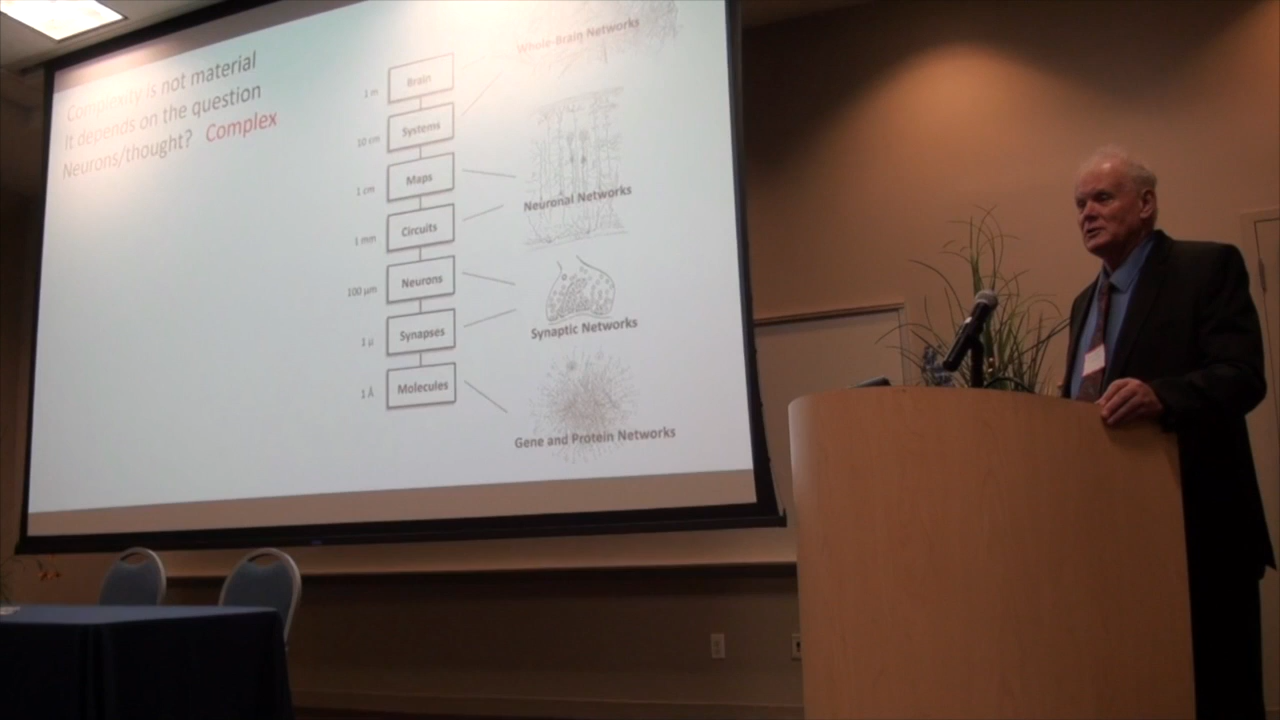 Complexity is not material
It depends on the question
Neurons/thought? Complex
Whole-Brain Networks
1 m
Brain
10 cm
Systems
1 cm
Maps
Neuronal Networks
1 mm
Circuits
100 μm
Neurons
Synaptic Networks
1 μ
Synapses
1 Å
Molecules
Gene and Protein Networks